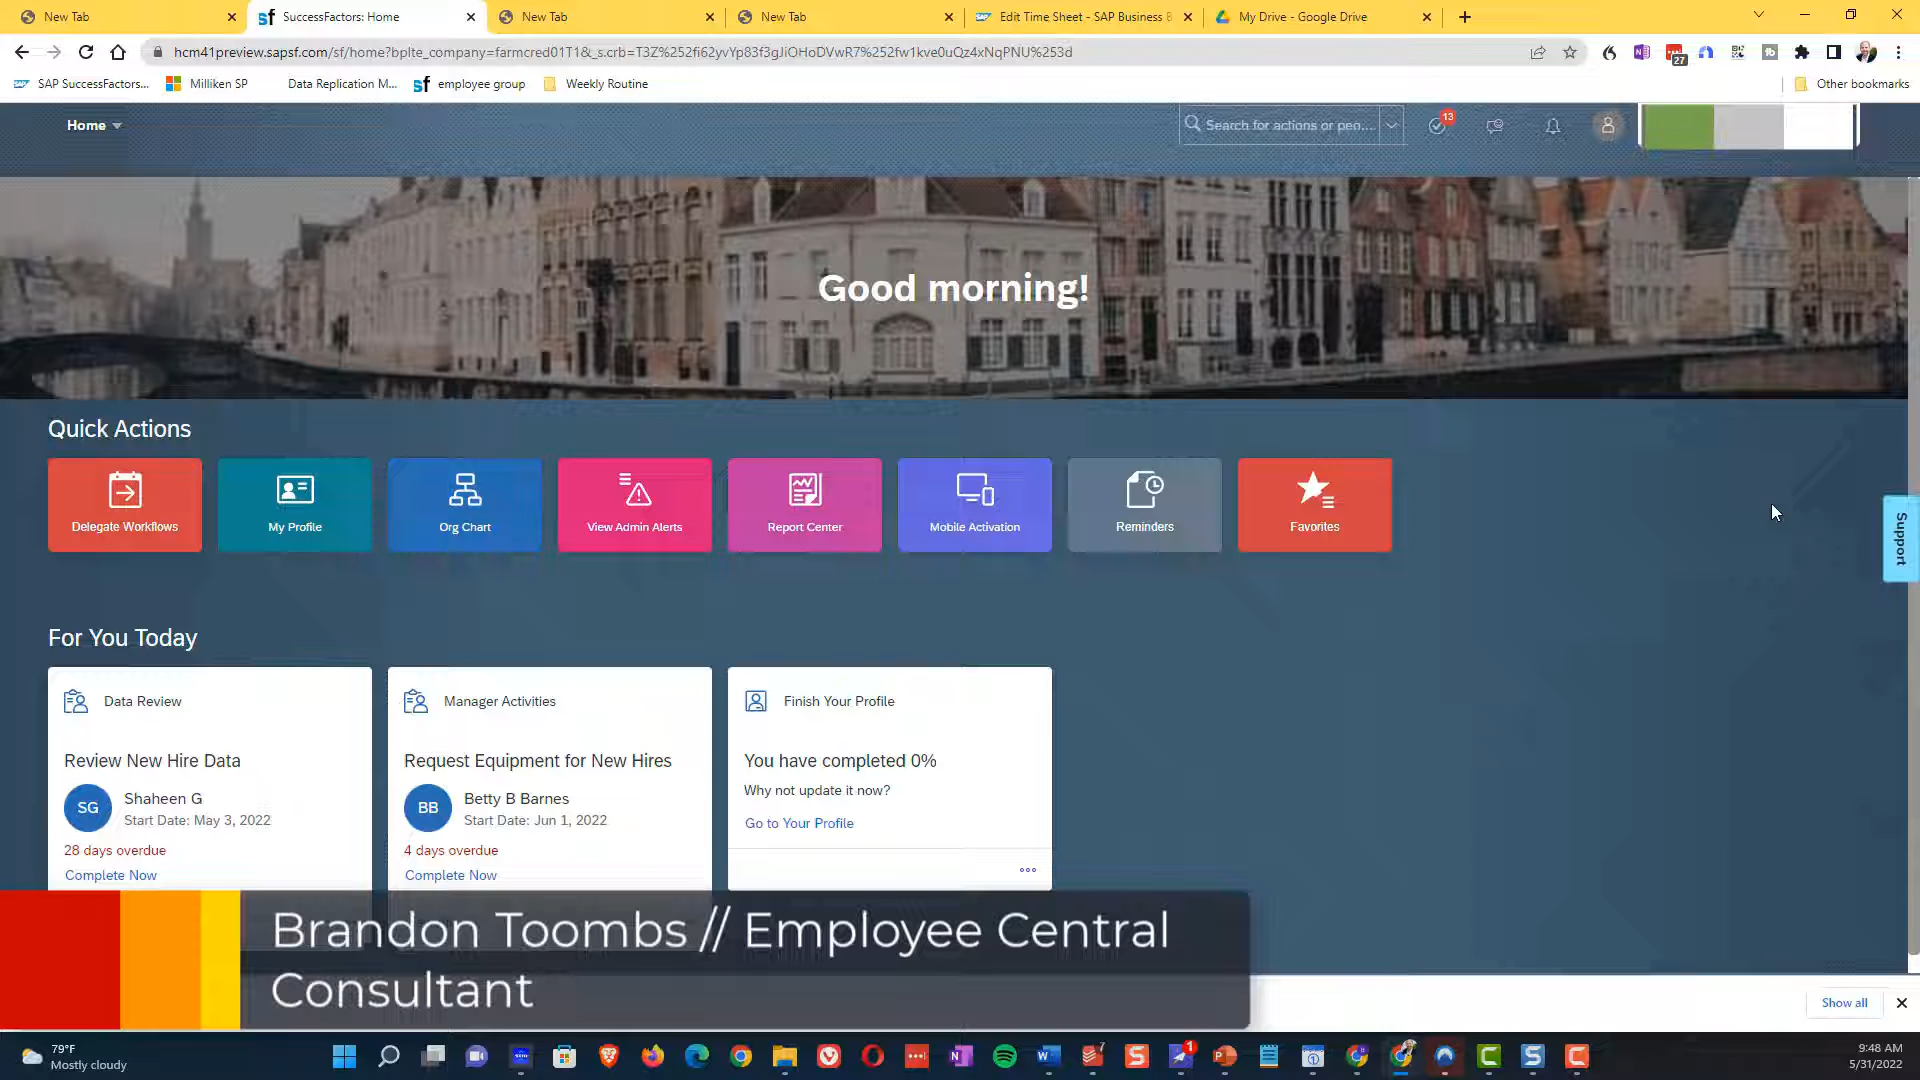 New Tab
SuccessFactors: Home
New Tab
New Tab
Edit Time Sheet - SAP Business B
My Drive - Google Drive
hcm41preview.sapsf.com/sf/home?bplte_company=farmcred01T1&_s.crb=T3Z%252fi62yvYp83f3gJiOHoDVwR7%252fw1kve0uQz4xNqPNU%253d
27
SAP SuccessFactors...
Milliken SP
Data Replication M...
sf employee group
Weekly Routine
Other bookmarks
Home
Search for actions or peo....
13
Good morning!
Quick Actions
Delegate Workflows
My Profile
Org Chart
View Admin Alerts
Report Center
Mobile Activation
Reminders
Favorites
Support
For You Today
Data Review
Review New Hire Data
SG
Shaheen G
Start Date: May 3, 2022
28 days overdue
Complete Now
Manager Activities
Request Equipment for New Hires
BB
Betty B Barnes
Start Date: Jun 1, 2022
4 days overdue
Complete Now
Finish Your Profile
You have completed 0%
Why not update it now?
Go to Your Profile
Brandon Toombs // Employee Central
Consultant
Show all
79°F
Mostly cloudy
7
1
9:48 AM
5/31/2022